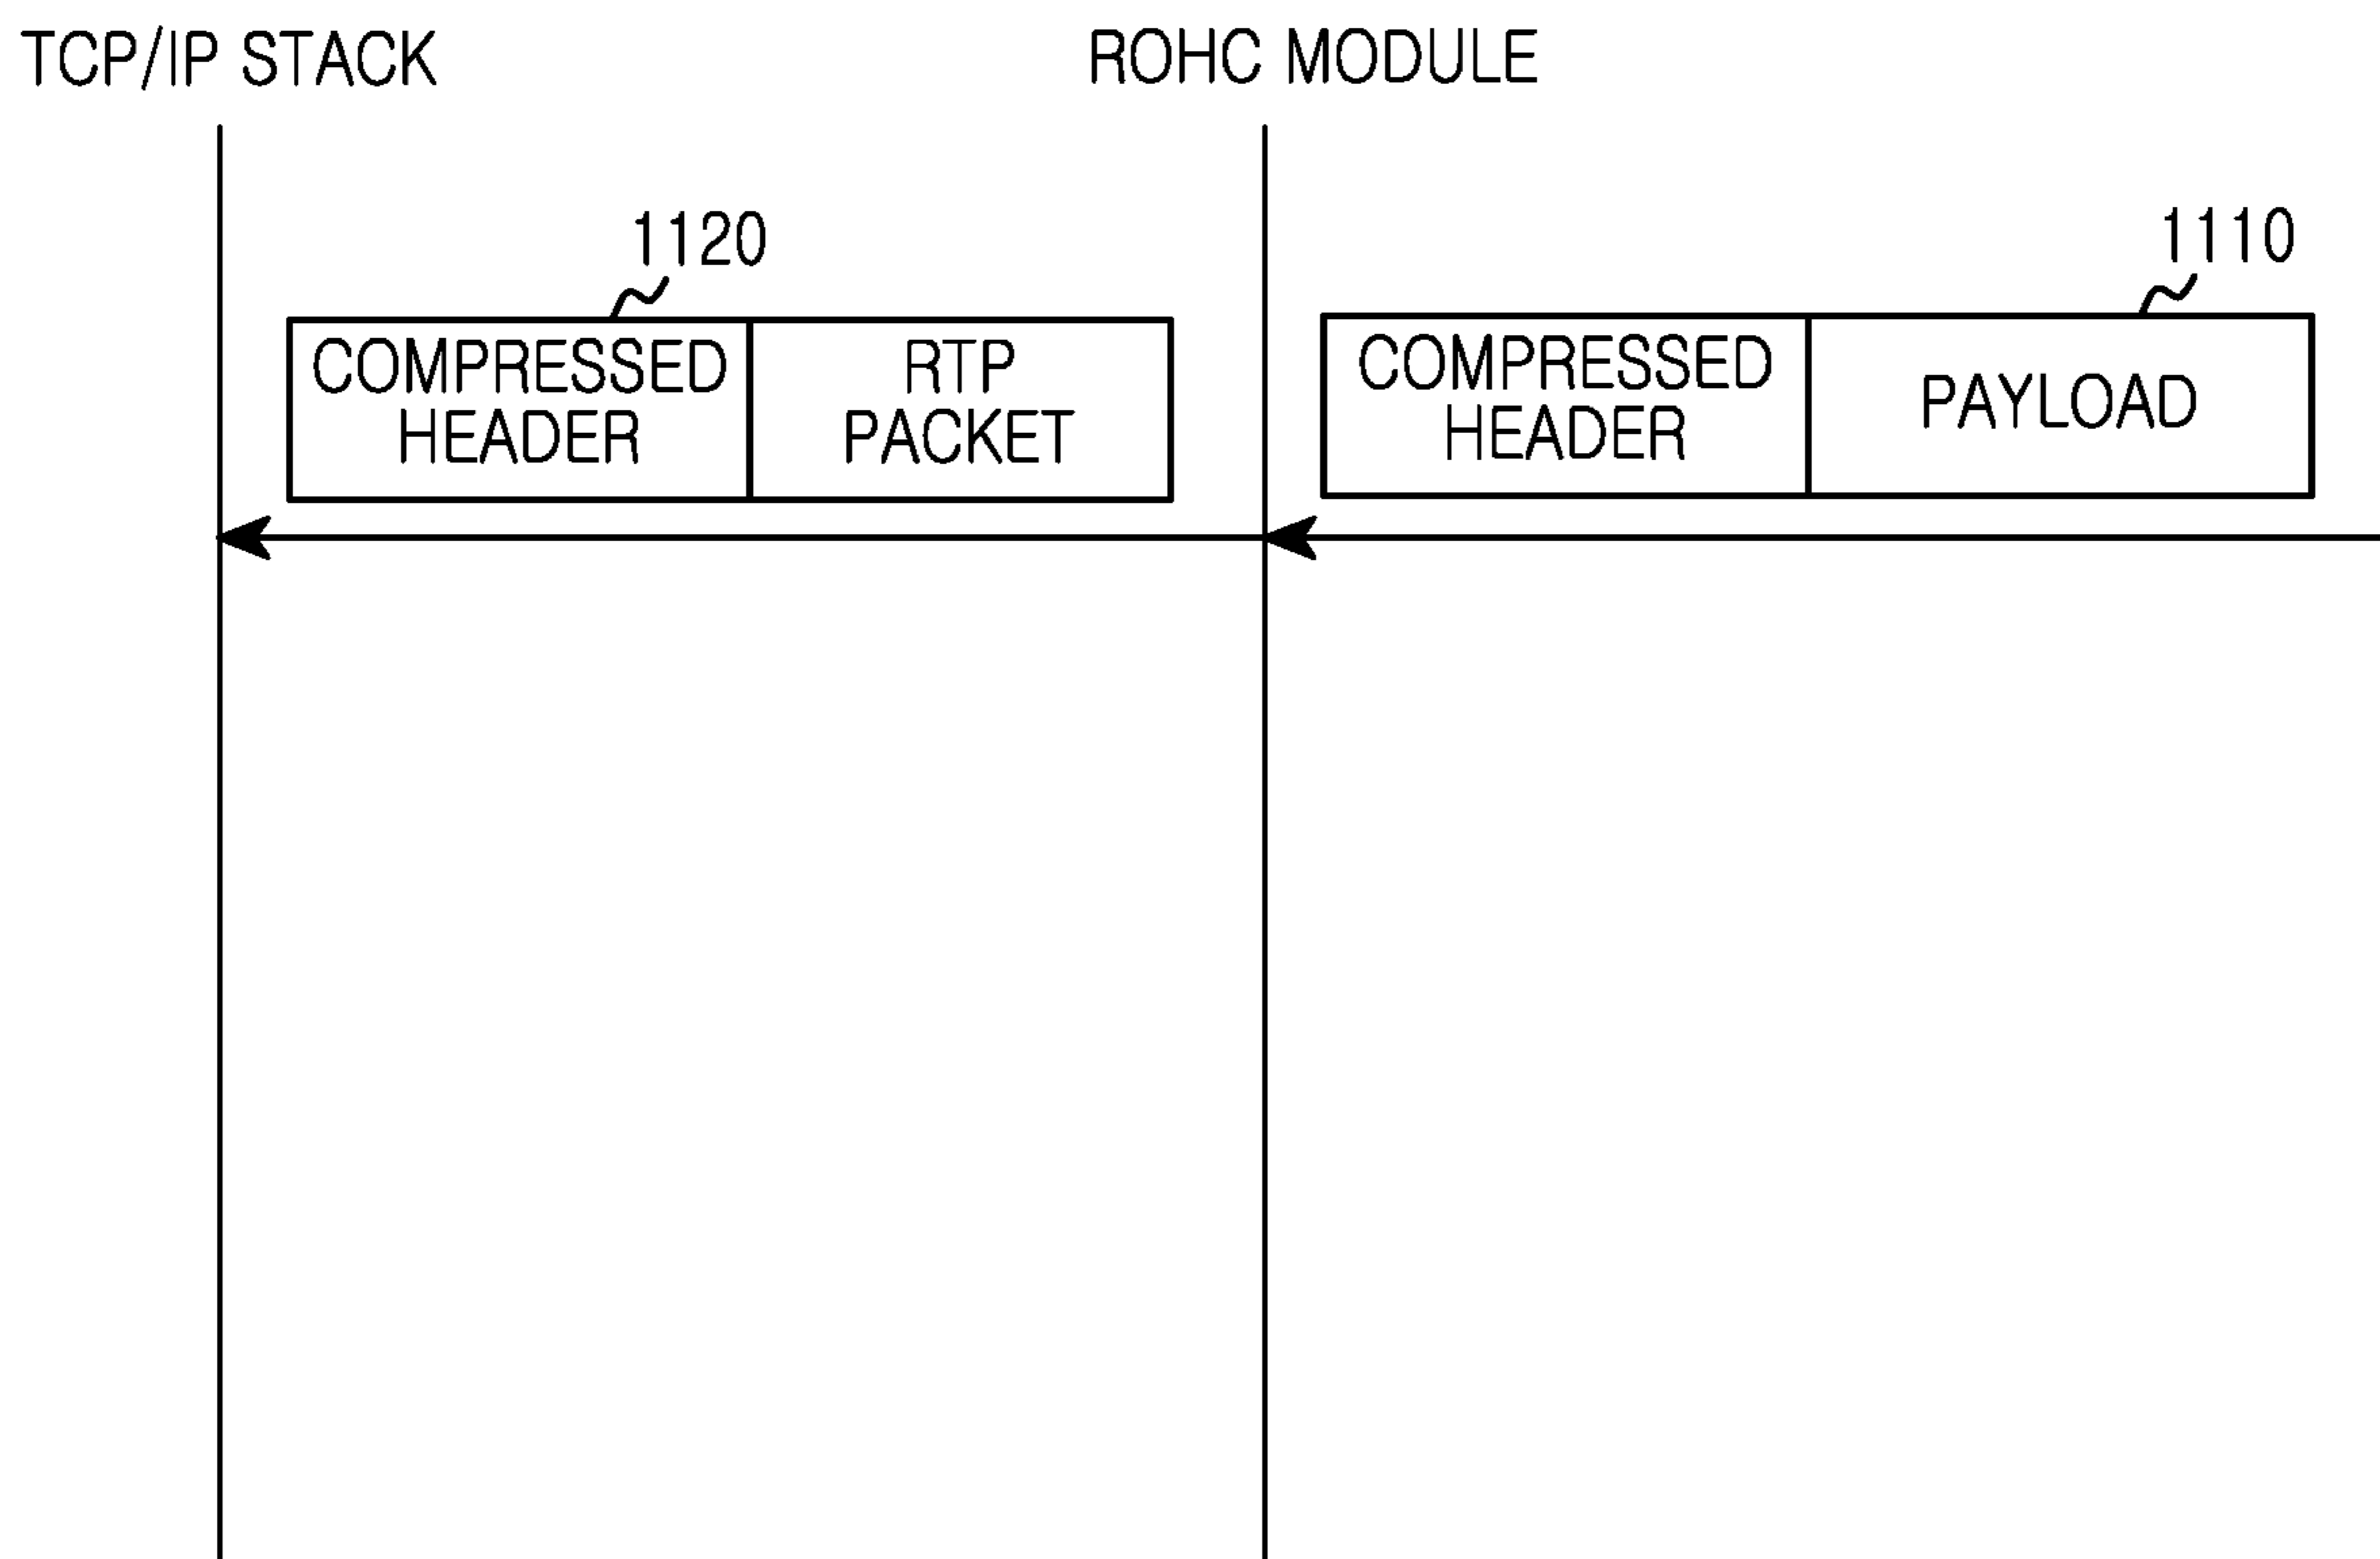 TCP/IP STACK
ROHC MODULE
1120
1110
COMPRESSED
HEADER
RTP
PACKET
COMPRESSED
HEADER
PAYLOAD